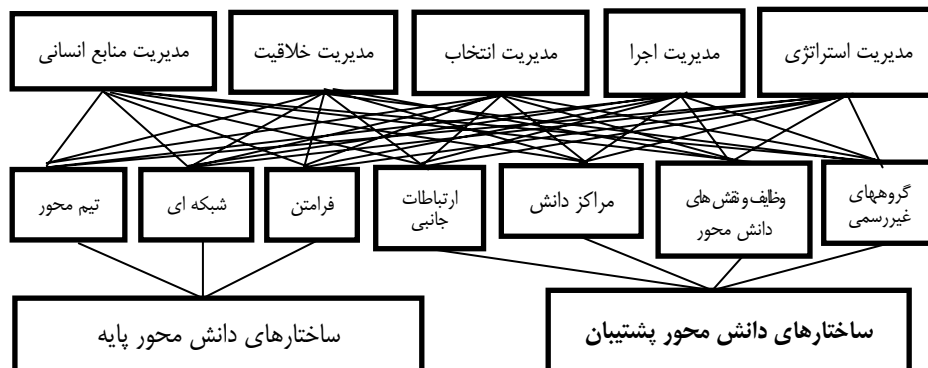 مدیریت استراتژی
مدیریت اجرا
مدیریت انتخاب
مدیریت خلاقیت
مدیریت منابع انسانی
گروههای
غیررسمی
وظایف و نقش های
دانش محور
مراکز دانش
ارتباطات
جانبی
فرامتن
شبکه ای
تیم محور
ساختارهای دانش محور پشتیبان
ساختارهای دانش محور پایه